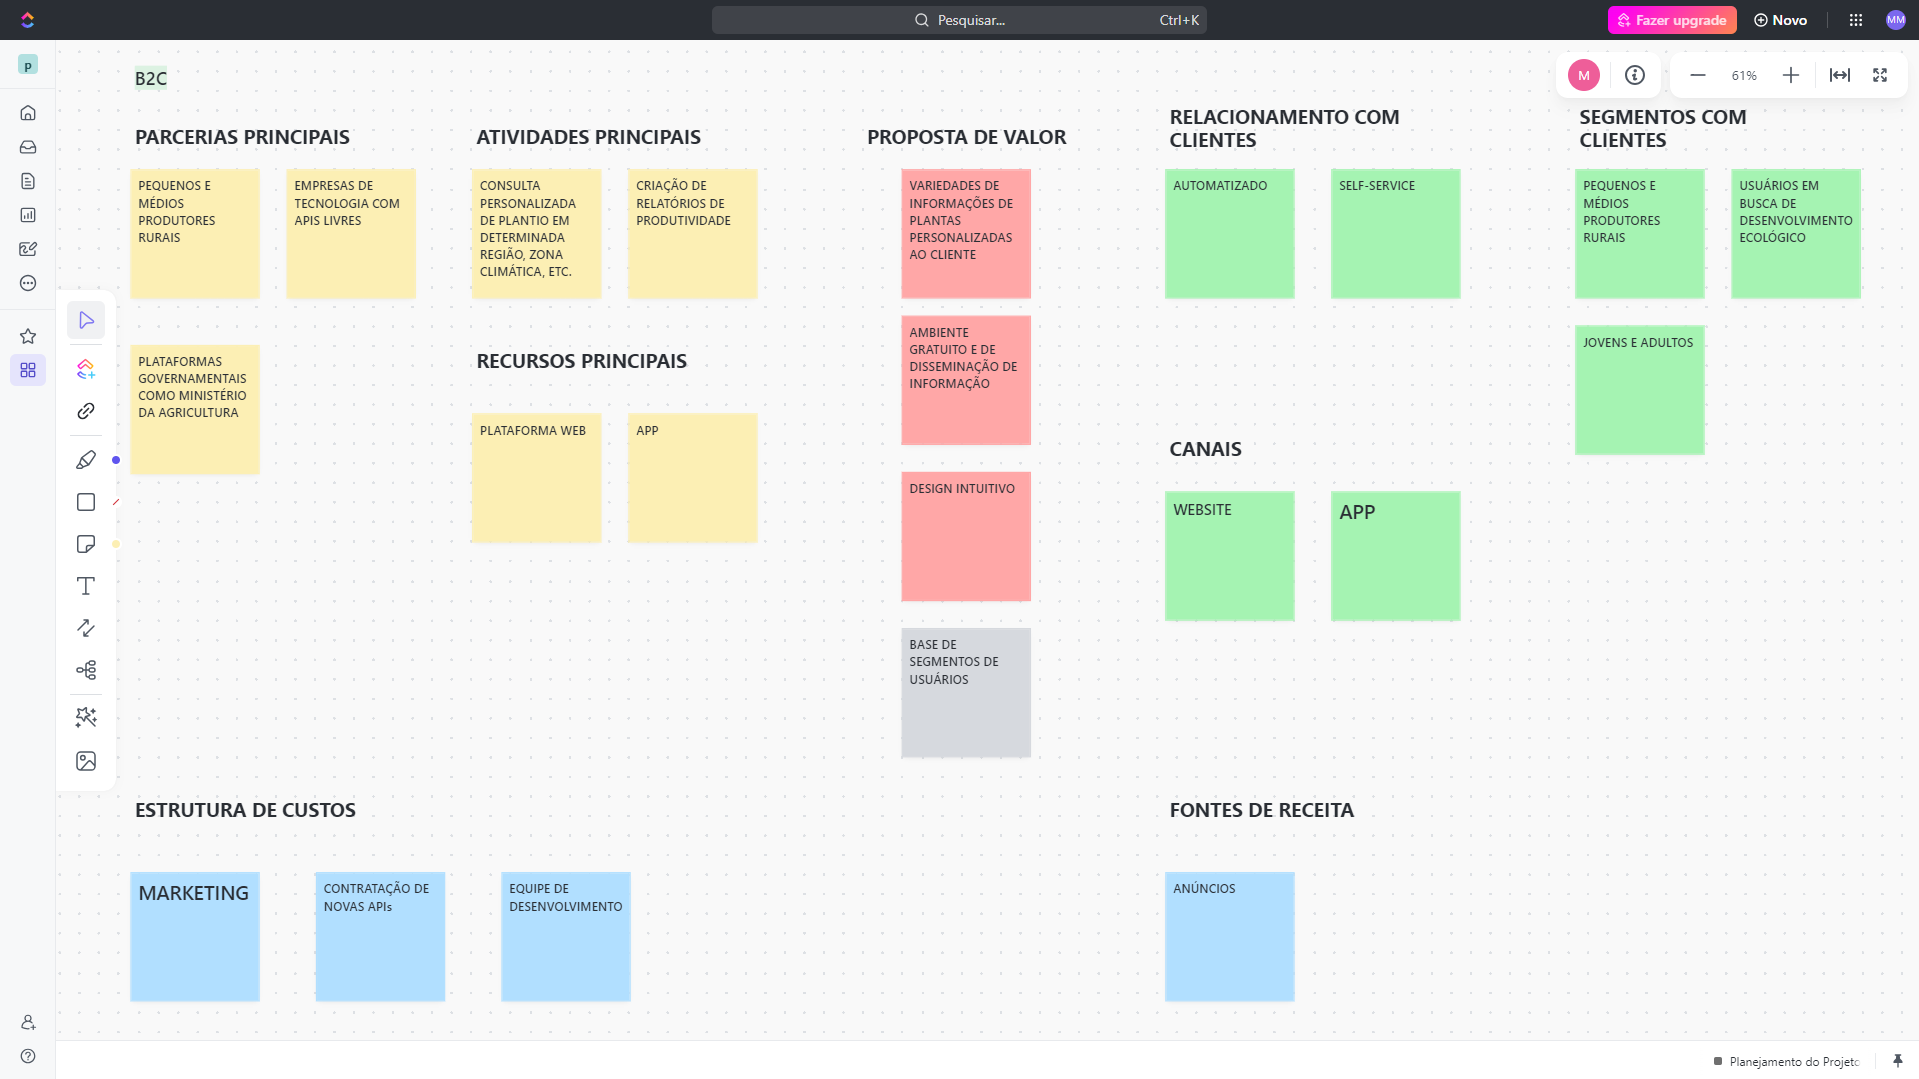 Pesquisar...
Ctrl+K
Fazer upgrade
Novo
MM
p
M
61%
B2C
PARCERIAS PRINCIPAIS
PEQUENOS E
MÉDIOS
PRODUTORES
RURAIS
EMPRESAS DE
TECNOLOGIA COM
APIS LIVRES
PLATAFORMAS
GOVERNAMENTAIS
COMO MINISTÉRIO
DA AGRICULTURA
ATIVIDADES PRINCIPAIS
CONSULTA
PERSONALIZADA
DE PLANTIO EM
DETERMINADA
REGIÃO, ZONA
CLIMÁTICA, ETC.
CRIAÇÃO DE
RELATÓRIOS DE
PRODUTIVIDADE
RECURSOS PRINCIPAIS
PLATAFORMA WEB
APP
PROPOSTA DE VALOR
VARIEDADES DE
INFORMAÇÕES DE
PLANTAS
PERSONALIZADAS
AO CLIENTE
AMBIENTE
GRATUITO E DE
DISSEMINAÇÃO DE
INFORMAÇÃO
DESIGN INTUITIVO
BASE DE
SEGMENTOS DE
USUÁRIOS
RELACIONAMENTO COM
CLIENTES
AUTOMATIZADO
SELF-SERVICE
CANAIS
WEBSITE
APP
SEGMENTOS COM
CLIENTES
PEQUENOS E
MÉDIOS
PRODUTORES
RURAIS
USUÁRIOS EM
BUSCA DE
DESENVOLVIMENTO
ECOLÓGICO
JOVENS E ADULTOS
ESTRUTURA DE CUSTOS
MARKETING
CONTRATAÇÃO DE
NOVAS APIs
EQUIPE DE
DESENVOLVIMENTO
FONTES DE RECEITA
ANÚNCIOS
Planejamento do Projeto